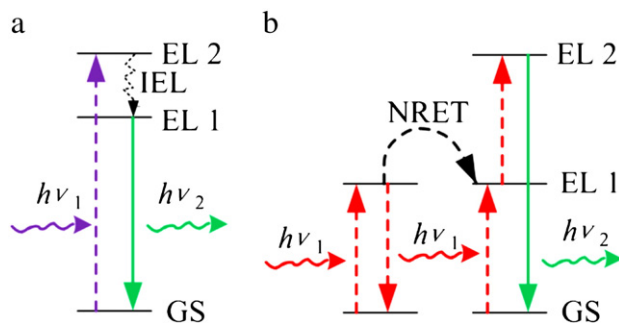 a
EL 2
IEL
EL 1
hν₁
hν₂
GS
b
EL 2
NRET
EL 1
hν₁
hν₁
hν₂
GS